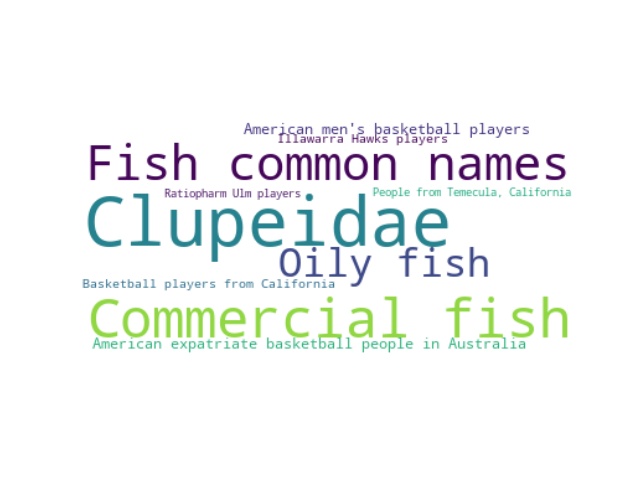 American men's basketball players
Illawarra Hawks players
Fish common names
Ratiopharm Ulm players
People from Temecula, California
Clupeidae
Oily fish
Basketball players from California
Commercial fish
American expatriate basketball people in Australia